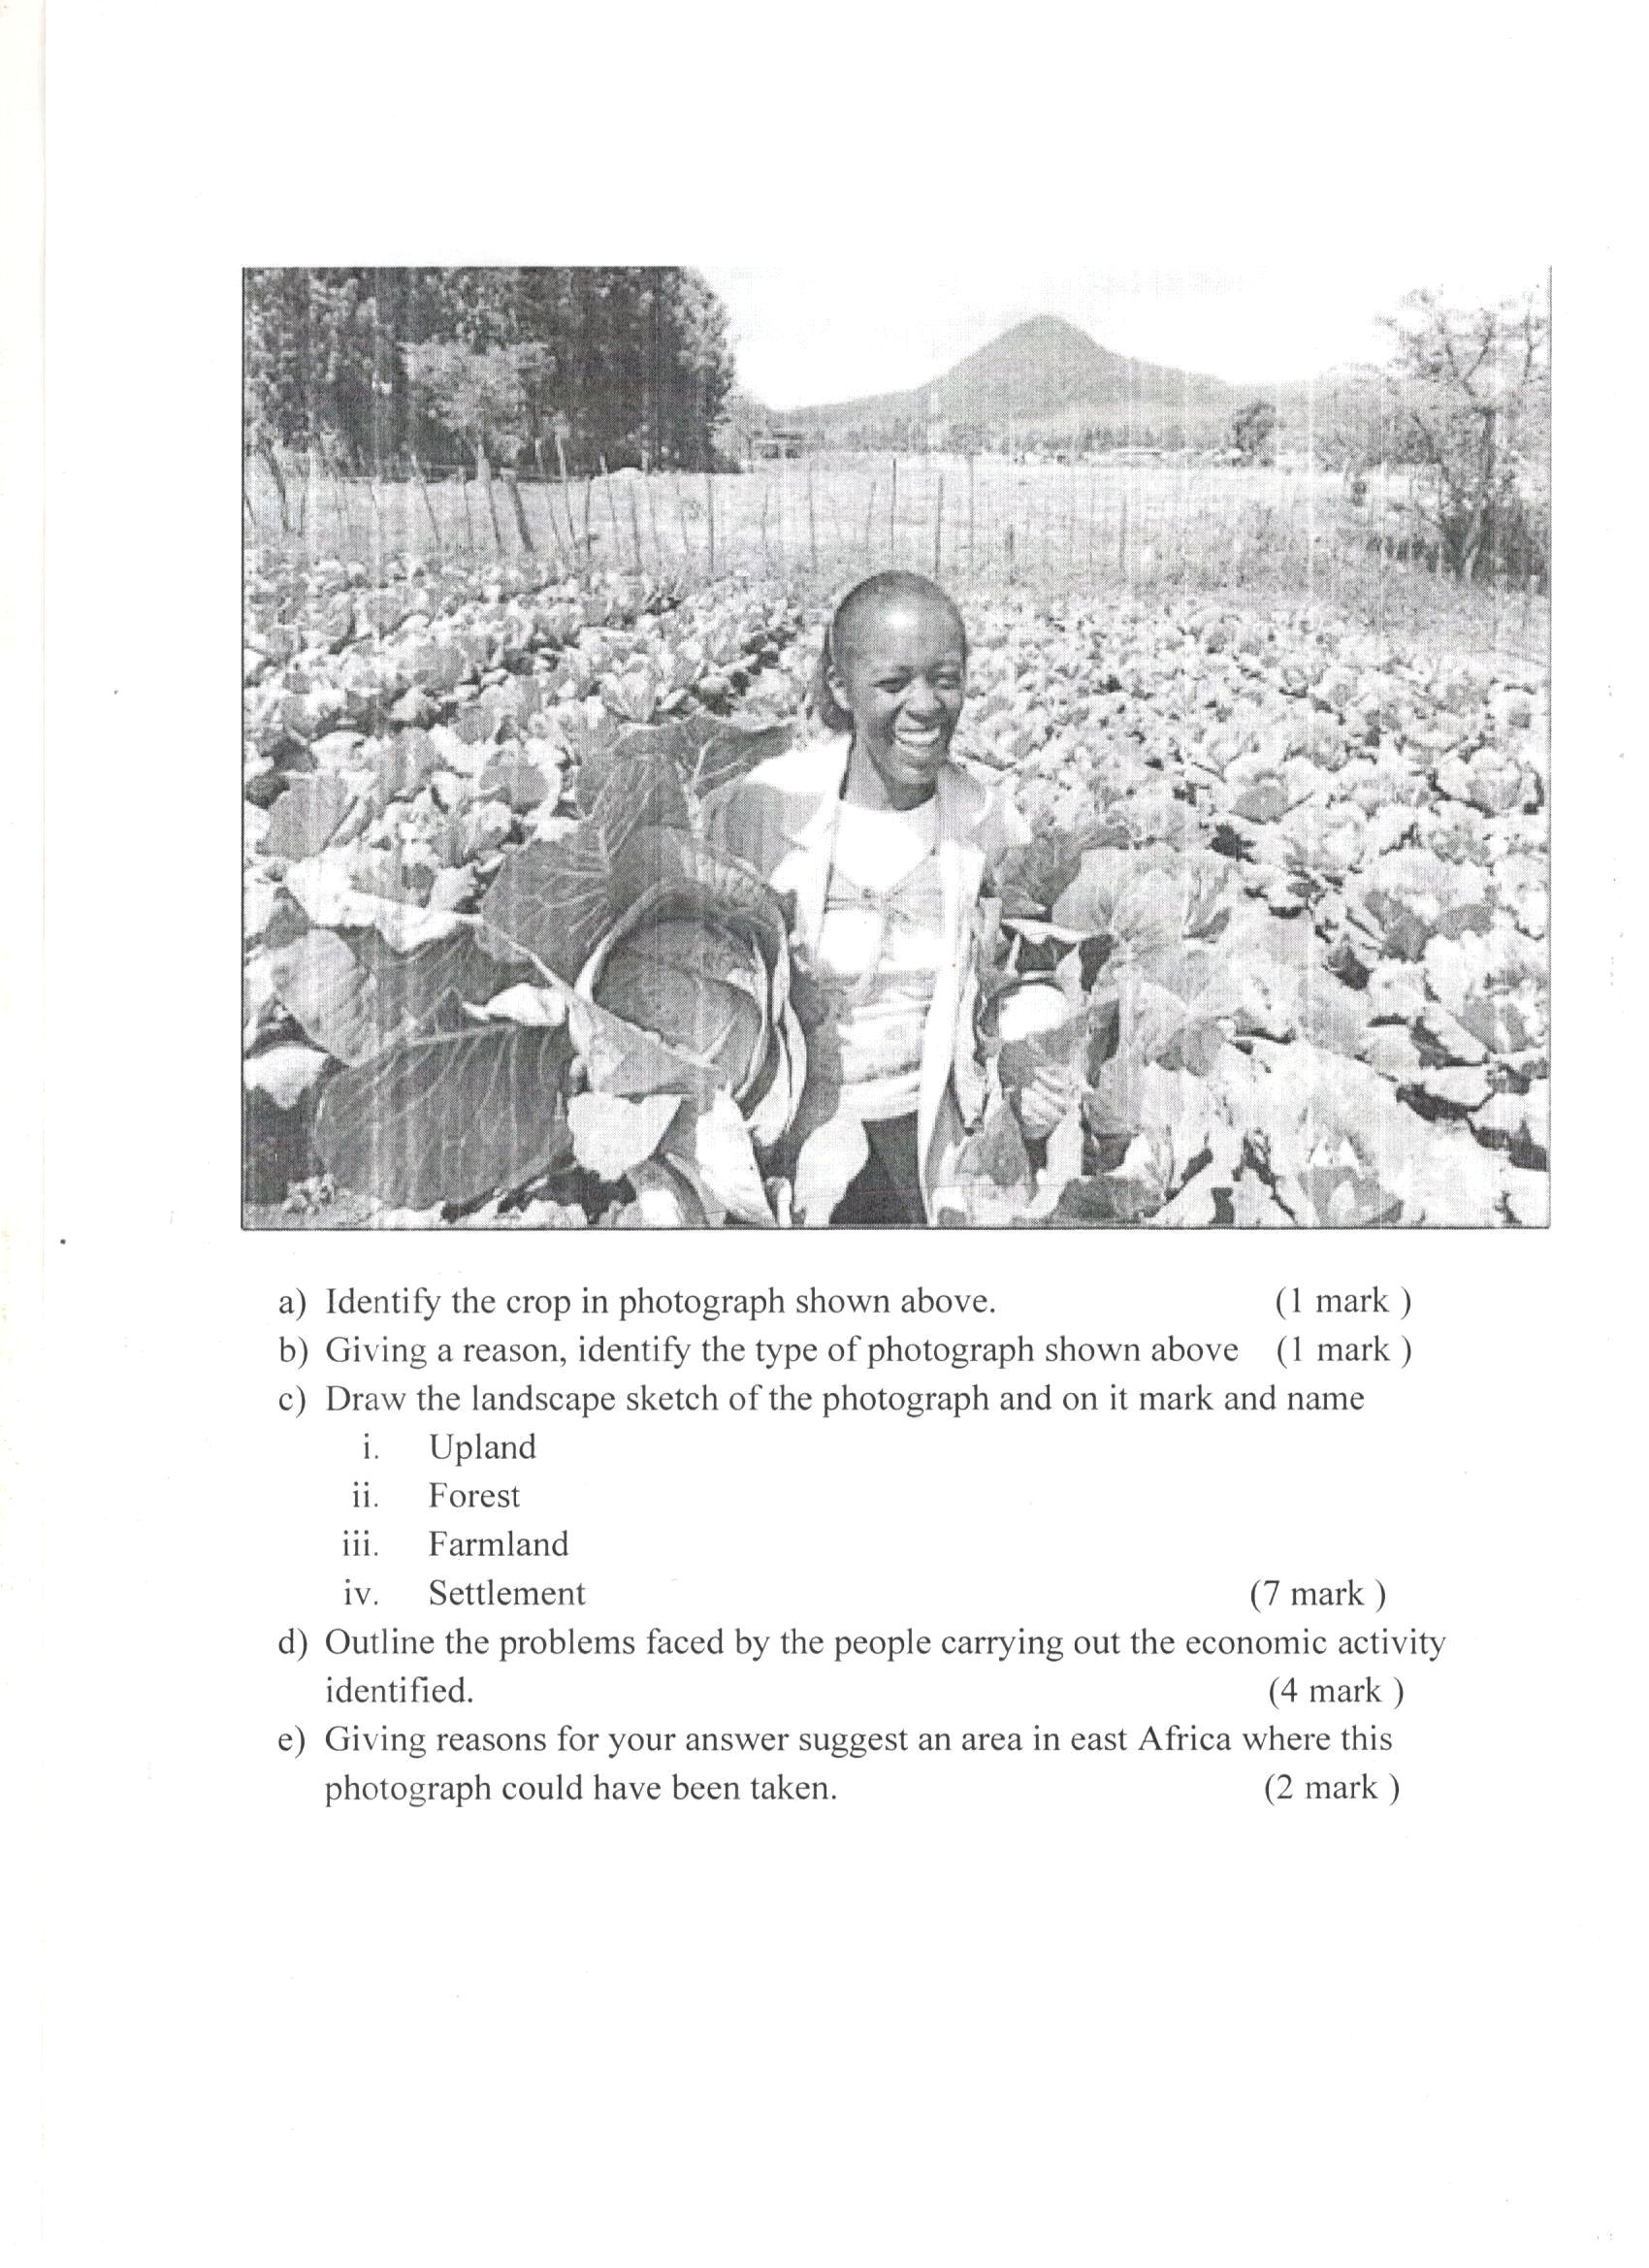 a) Identify the crop in photograph shown above. (1 mark )
b) Giving a reason, identify the type of photograph shown above (1 mark )
c) Draw the landscape sketch of the photograph and on it mark and name
i. Upland
ii. Forest
iii. Farmland
iv. Settlement (7 mark )
d) Outline the problems faced by the people carrying out the economic activity
identified. (4 mark )
e) Giving reasons for your answer suggest an area in east Africa where this
photograph could have been taken. (2 mark )